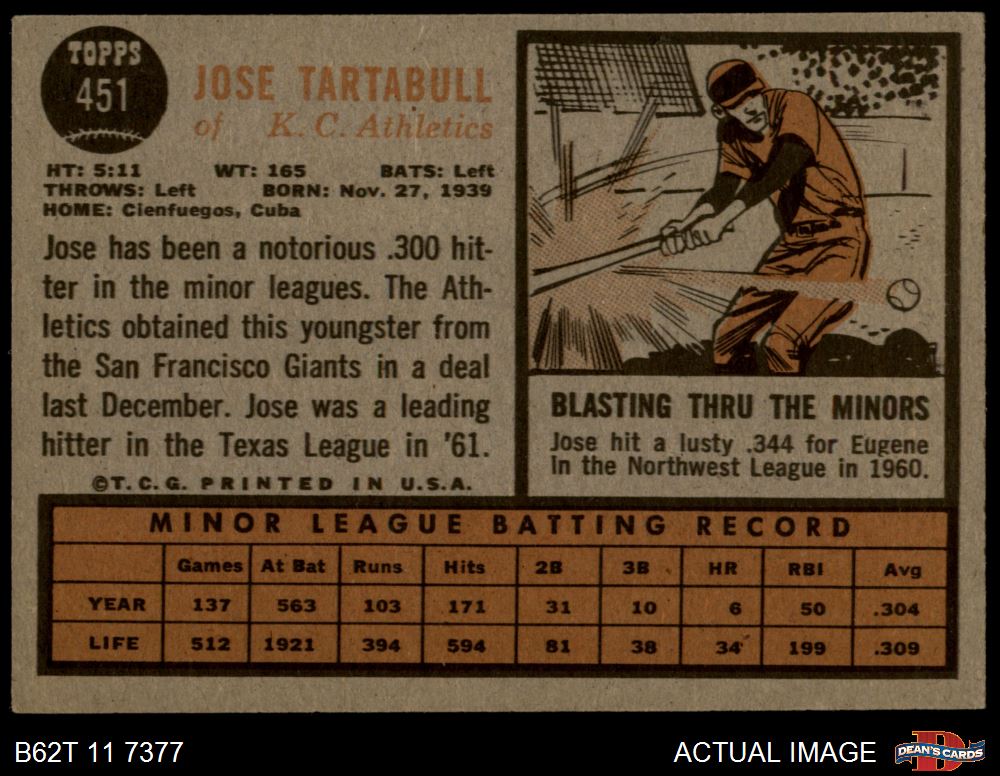 TOPPS
451
JOSE TARTABULL
of K. C. Athletics
HT: 5:11 WT: 165 BATS: Left
THROWS: Left BORN: Nov. 27, 1939
HOME: Cienfuegos, Cuba
Jose has been a notorious .300 hit-
ter in the minor leagues. The Ath-
letics obtained this youngster from
the San Francisco Giants in a deal
last December. Jose was a leading
hitter in the Texas League in '61.
©T. C. G. PRINTED IN U.S.A.
BLASTING THRU THE MINORS
Jose hit a lusty .344 for Eugene
in the Northwest League in 1960.
MINOR LEAGUE BATTING RECORD
Games At Bat Runs Hits 2B 3B HR RBI Avg
YEAR 137 563 103 171 31 10 6 50 .304
LIFE 512 1921 394 594 81 38 34 199 .309
B62T 11 7377
ACTUAL IMAGE
D
DEAN'S CARDS